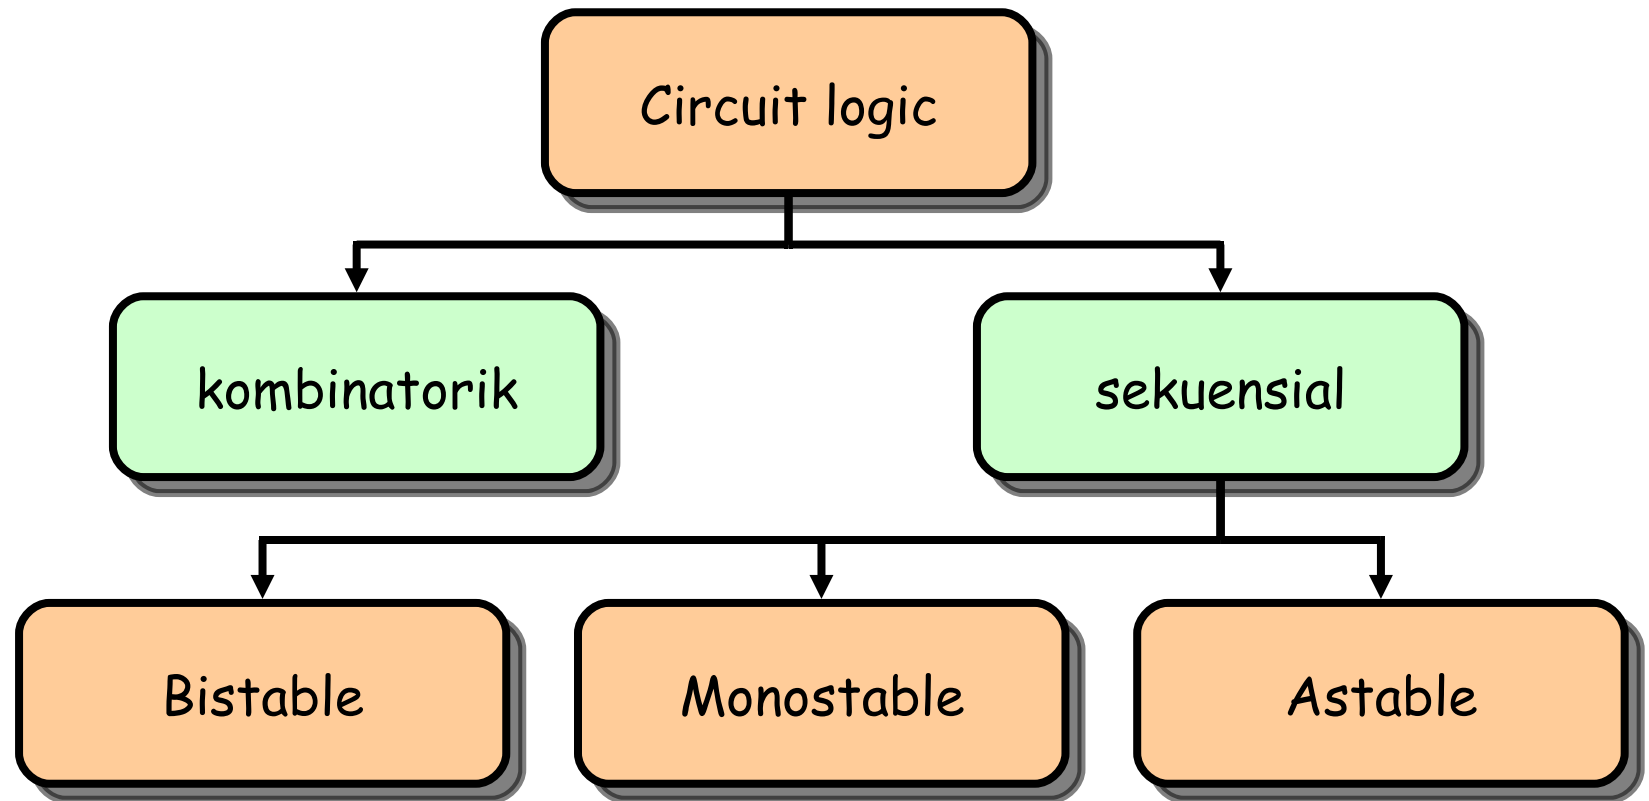 Circuit logic
kombinatorik
sekuensial
Bistable
Monostable
Astable